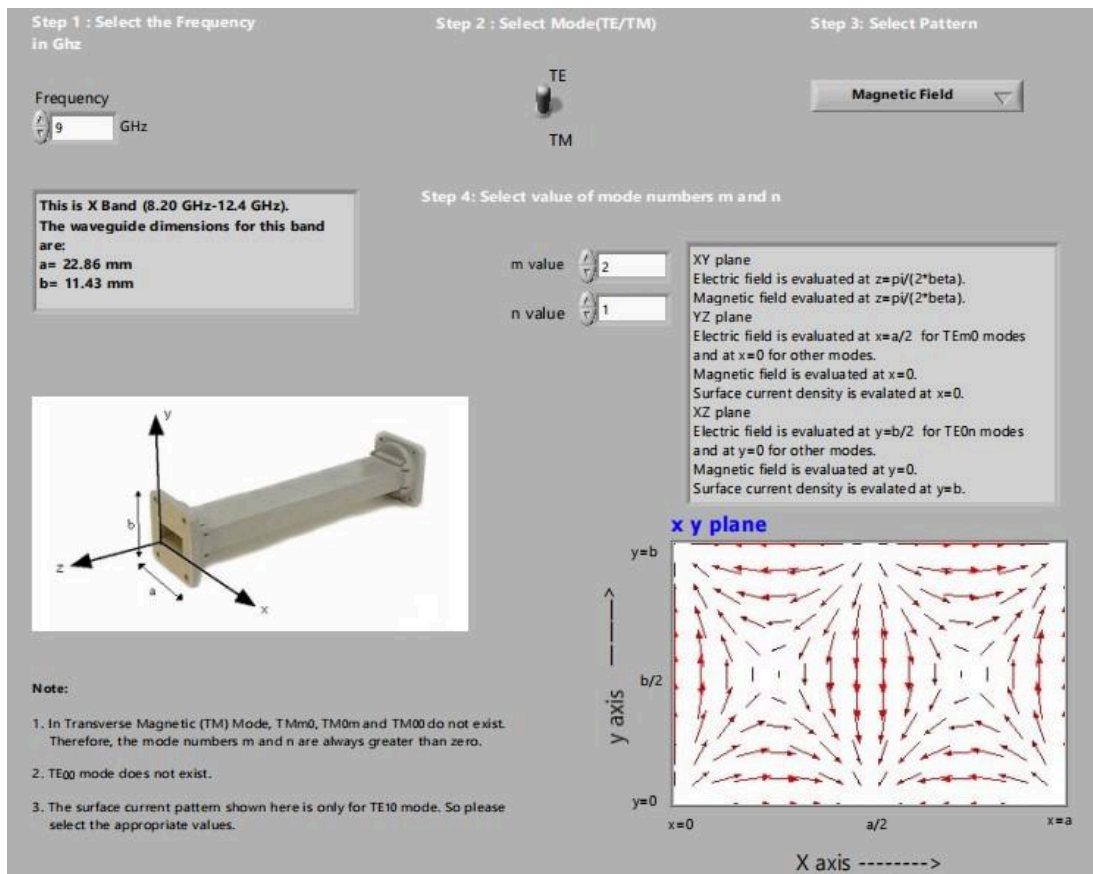 Step 1 : Select the Frequency
in Ghz
Step 2 : Select Mode(TE/TM)
Step 3: Select Pattern
Frequency
9
GHz
TE
TM
Magnetic Field
This is X Band (8.20 GHz-12.4 GHz).
The waveguide dimensions for this band
are:
a= 22.86 mm
b= 11.43 mm
Step 4: Select value of mode numbers m and n
m value
2
n value
1
XY plane
Electric field is evaluated at z=pi/(2*beta).
Magnetic field evaluated at z=pi/(2*beta).
YZ plane
Electric field is evaluated at x=a/2 for TEm0 modes
and at x=0 for other modes.
Magnetic field is evaluated at x=0.
Surface current density is evalated at x=0.
XZ plane
Electric field is evaluated at y=b/2 for TE0n modes
and at y=0 for other modes.
Magnetic field is evaluated at y=0.
Surface current density is evalated at y=b.
y
b
z
a
x
x y plane
y=b
b/2
y=0
y axis ----->
x=0
a/2
x=a
X axis -------->
Note:
1. In Transverse Magnetic (TM) Mode, TMm0, TM0m and TM00 do not exist.
Therefore, the mode numbers m and n are always greater than zero.
2. TE00 mode does not exist.
3. The surface current pattern shown here is only for TE10 mode. So please
select the appropriate values.